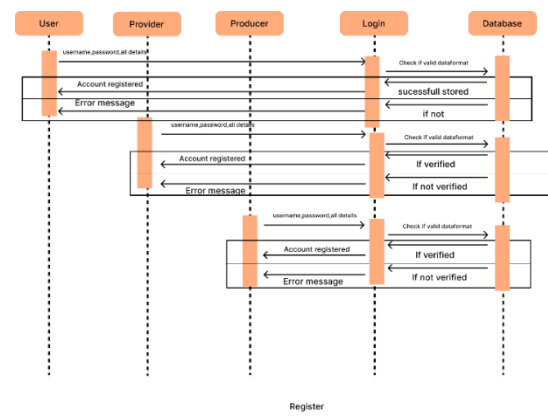 User Provider Producer Login Database
username,password,all details
Check if valid dataformat
Account registered
sucessfull stored
Error message
if not
username,password,all details
Check if valid dataformat
Account registered
If verified
If not verified
Error message
username,password,all details
Check if valid dataformat
Account registered
If verified
If not verified
Error message
Register